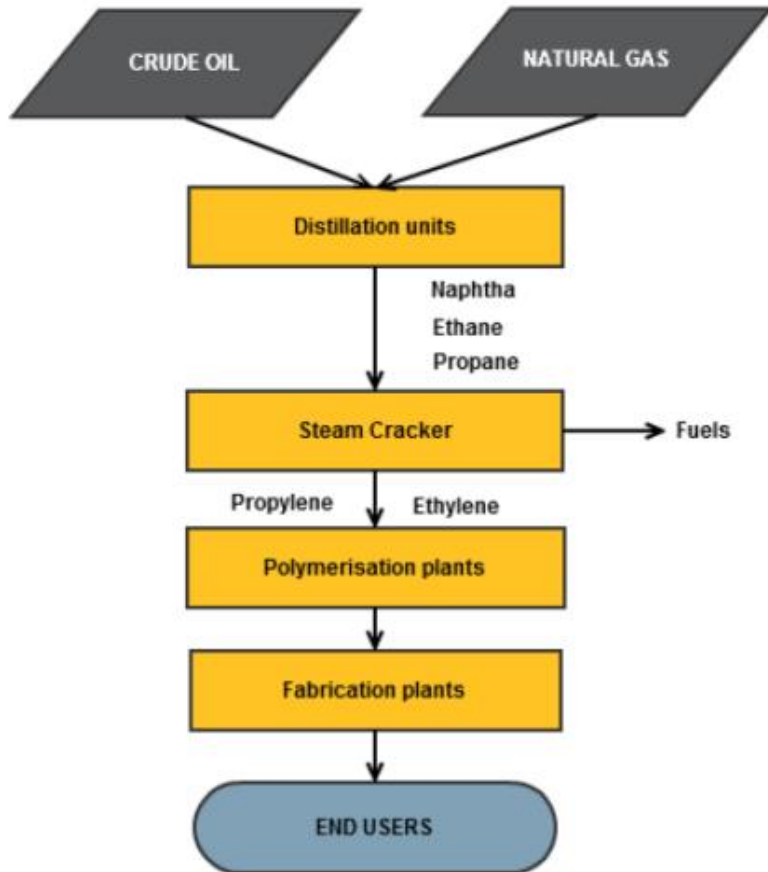 CRUDE OIL
NATURAL GAS
Distillation units
Naphtha
Ethane
Propane
Steam Cracker
Fuels
Propylene
Ethylene
Polymerisation plants
Fabrication plants
END USERS